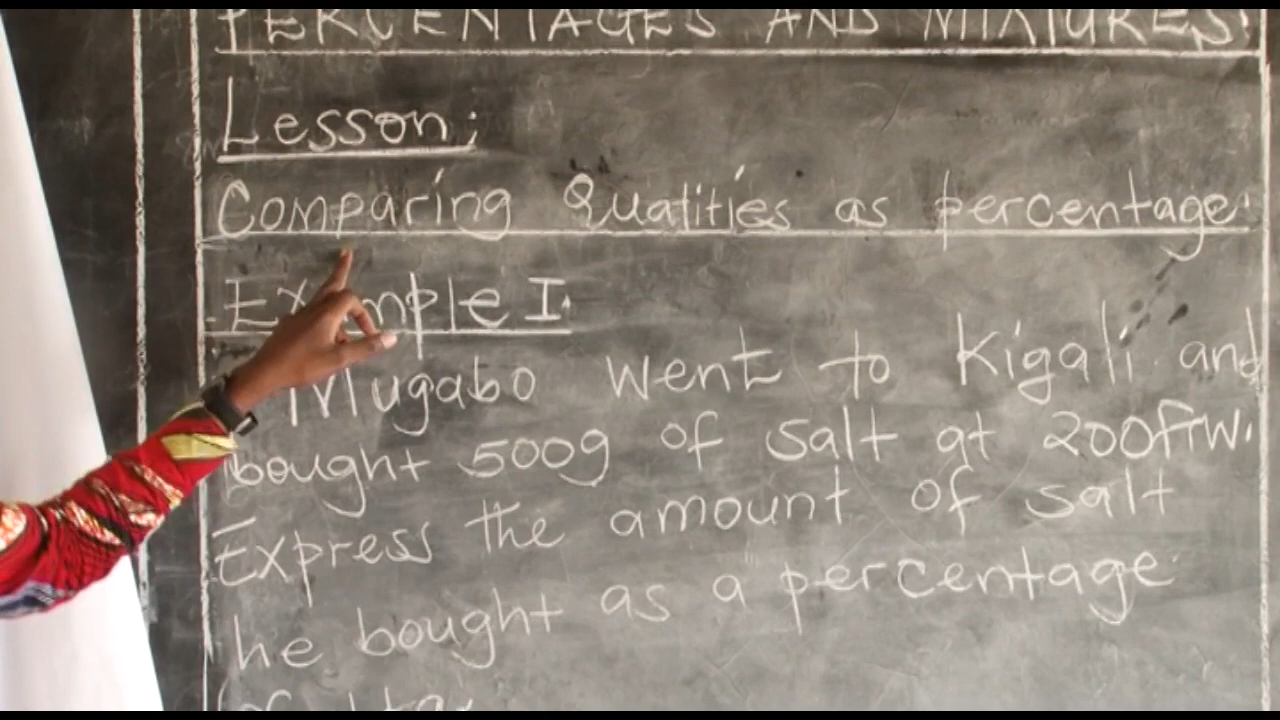 PERCENTAGES AND MIXTURES.
Lesson;
Comparing Quatities as percentage.
Example I.
Mugabo went to Kigali and
bought 500g of salt at 200frw.
Express the amount of salt
he bought as a percentage.
of